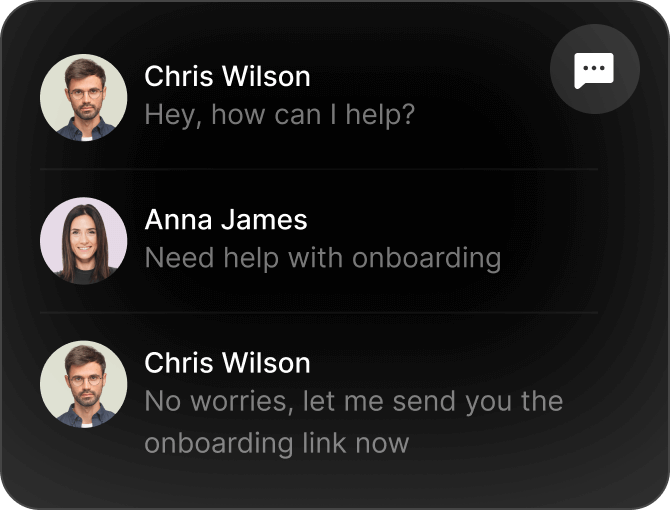 Chris Wilson
Hey, how can I help?
Anna James
Need help with onboarding
Chris Wilson
No worries, let me send you the
onboarding link now